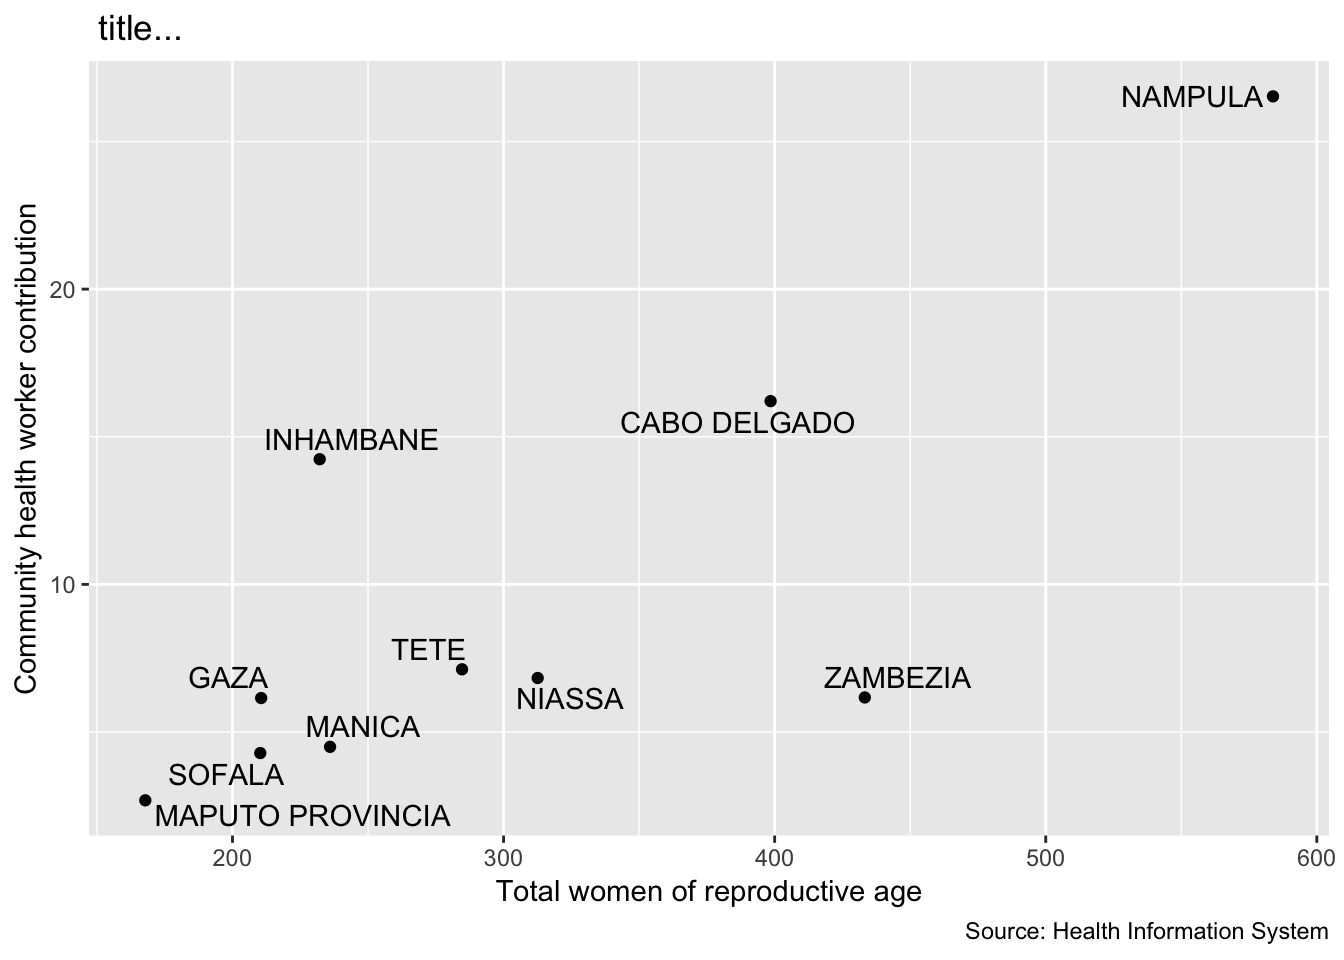 title...
NAMPULA
Community health worker contribution
20
CABO DELGADO
INHAMBANE
10
TETE
GAZA
ZAMBEZIA
NIASSA
MANICA
SOFALA
MAPUTO PROVINCIA
200 300 400 500 600
Total women of reproductive age
Source: Health Information System